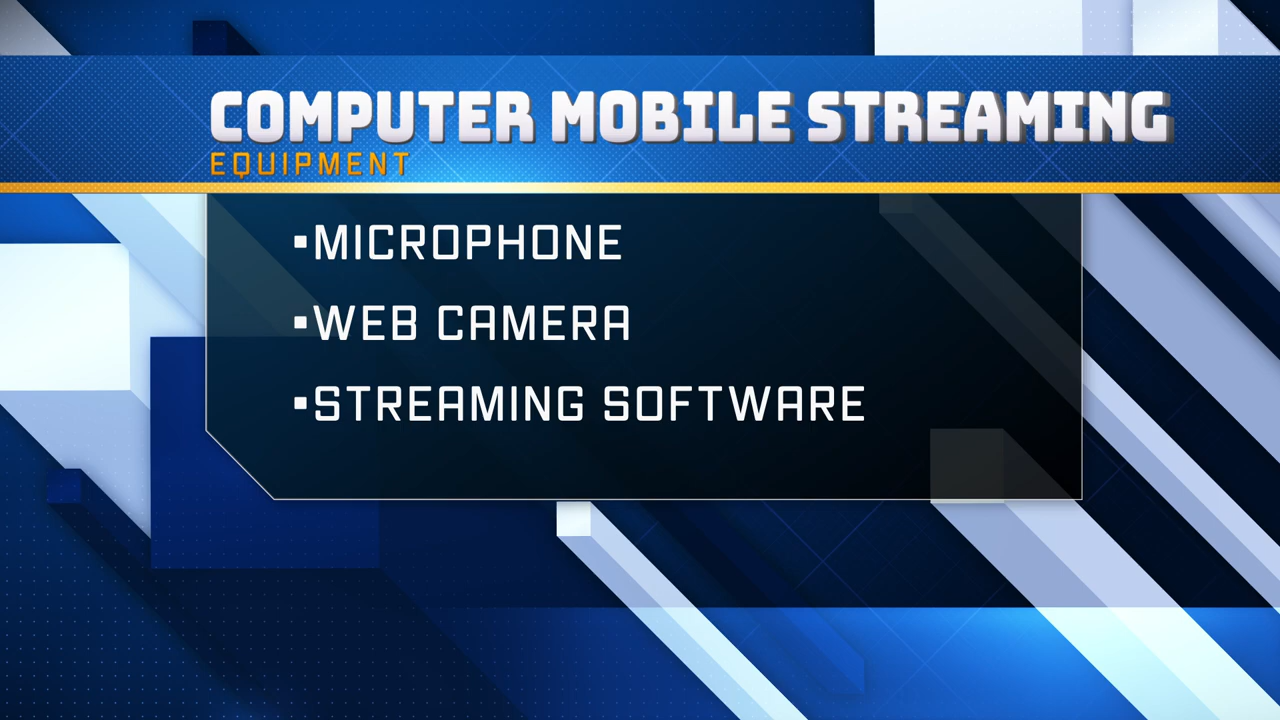 COMPUTER MOBILE STREAMING
EQUIPMENT
▪MICROPHONE
▪WEB CAMERA
▪STREAMING SOFTWARE